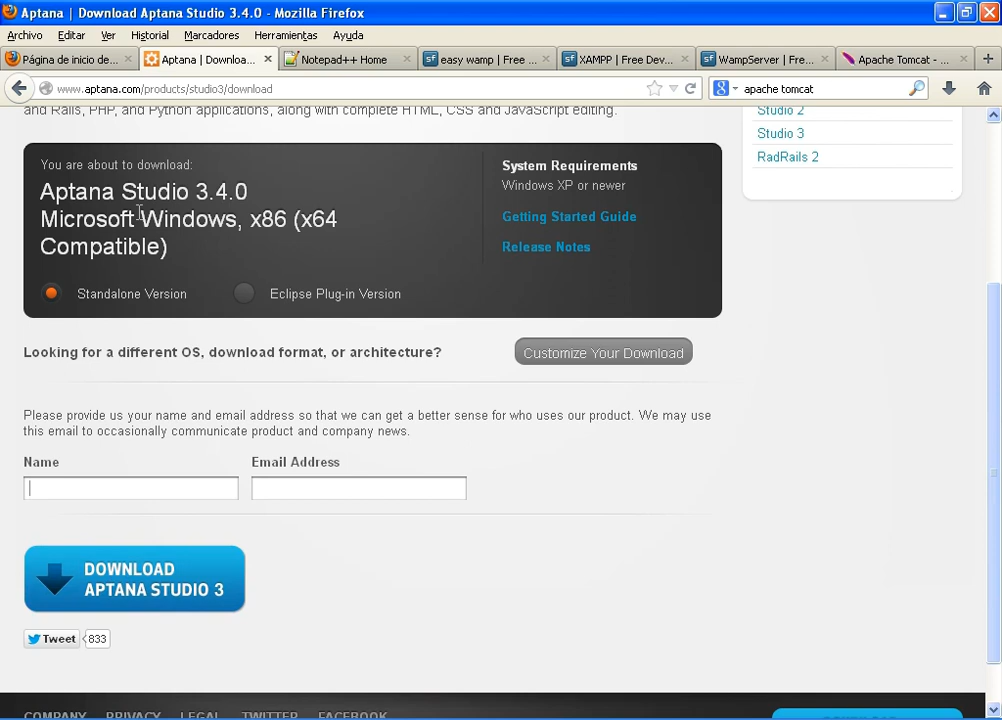 Aptana | Download Aptana Studio 3.4.0 - Mozilla Firefox
Archivo Editar Ver Historial Marcadores Herramientas Ayuda
Página de inicio de... Aptana | Downloa... Notepad++ Home easy wamp | Free ... XAMPP | Free Dev... WampServer | Fre... Apache Tomcat - ...
www.aptana.com/products/studio3/download apache tomcat
and Rails, PHP, and Python applications, along with complete HTML, CSS and JavaScript editing.
Studio 2
Studio 3
RadRails 2
You are about to download:
Aptana Studio 3.4.0
Microsoft Windows, x86 (x64
Compatible)
Standalone Version Eclipse Plug-in Version
System Requirements
Windows XP or newer
Getting Started Guide
Release Notes
Looking for a different OS, download format, or architecture? Customize Your Download
Please provide us your name and email address so that we can get a better sense for who uses our product. We may use
this email to occasionally communicate product and company news.
Name Email Address
DOWNLOAD
APTANA STUDIO 3
Tweet 833
COMPANY PRIVACY LEGAL TWITTER FACEBOOK